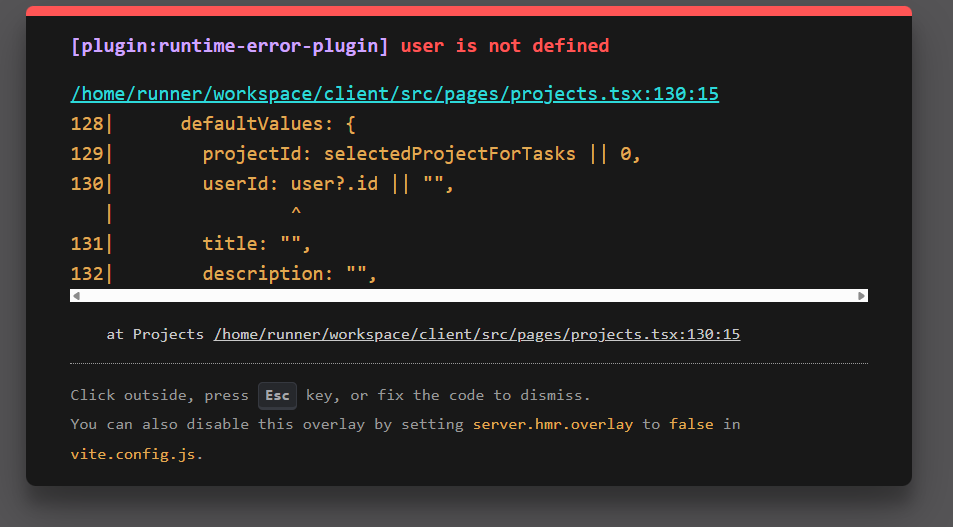 [plugin:runtime-error-plugin] user is not defined
/home/runner/workspace/client/src/pages/projects.tsx:130:15
128|      defaultValues: {
129|        projectId: selectedProjectForTasks || 0,
130|        userId: user?.id || "",
   |                ^
131|        title: "",
132|        description: "",
at Projects /home/runner/workspace/client/src/pages/projects.tsx:130:15
Click outside, press Esc key, or fix the code to dismiss.
You can also disable this overlay by setting server.hmr.overlay to false in
vite.config.js.